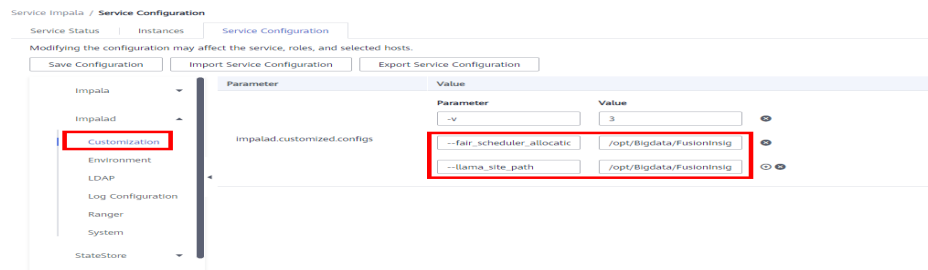 Service Impala / Service Configuration
Service Status Instances Service Configuration
Modifying the configuration may affect the service, roles, and selected hosts.
Save Configuration Import Service Configuration Export Service Configuration
Impala
Impalad
Customization
Environment
LDAP
Log Configuration
Ranger
System
StateStore
Parameter Value
Parameter Value
impalad.customized.configs
-v 3
--fair_scheduler_allocatic /opt/Bigdata/FusionInsig
--llama_site_path /opt/Bigdata/FusionInsig